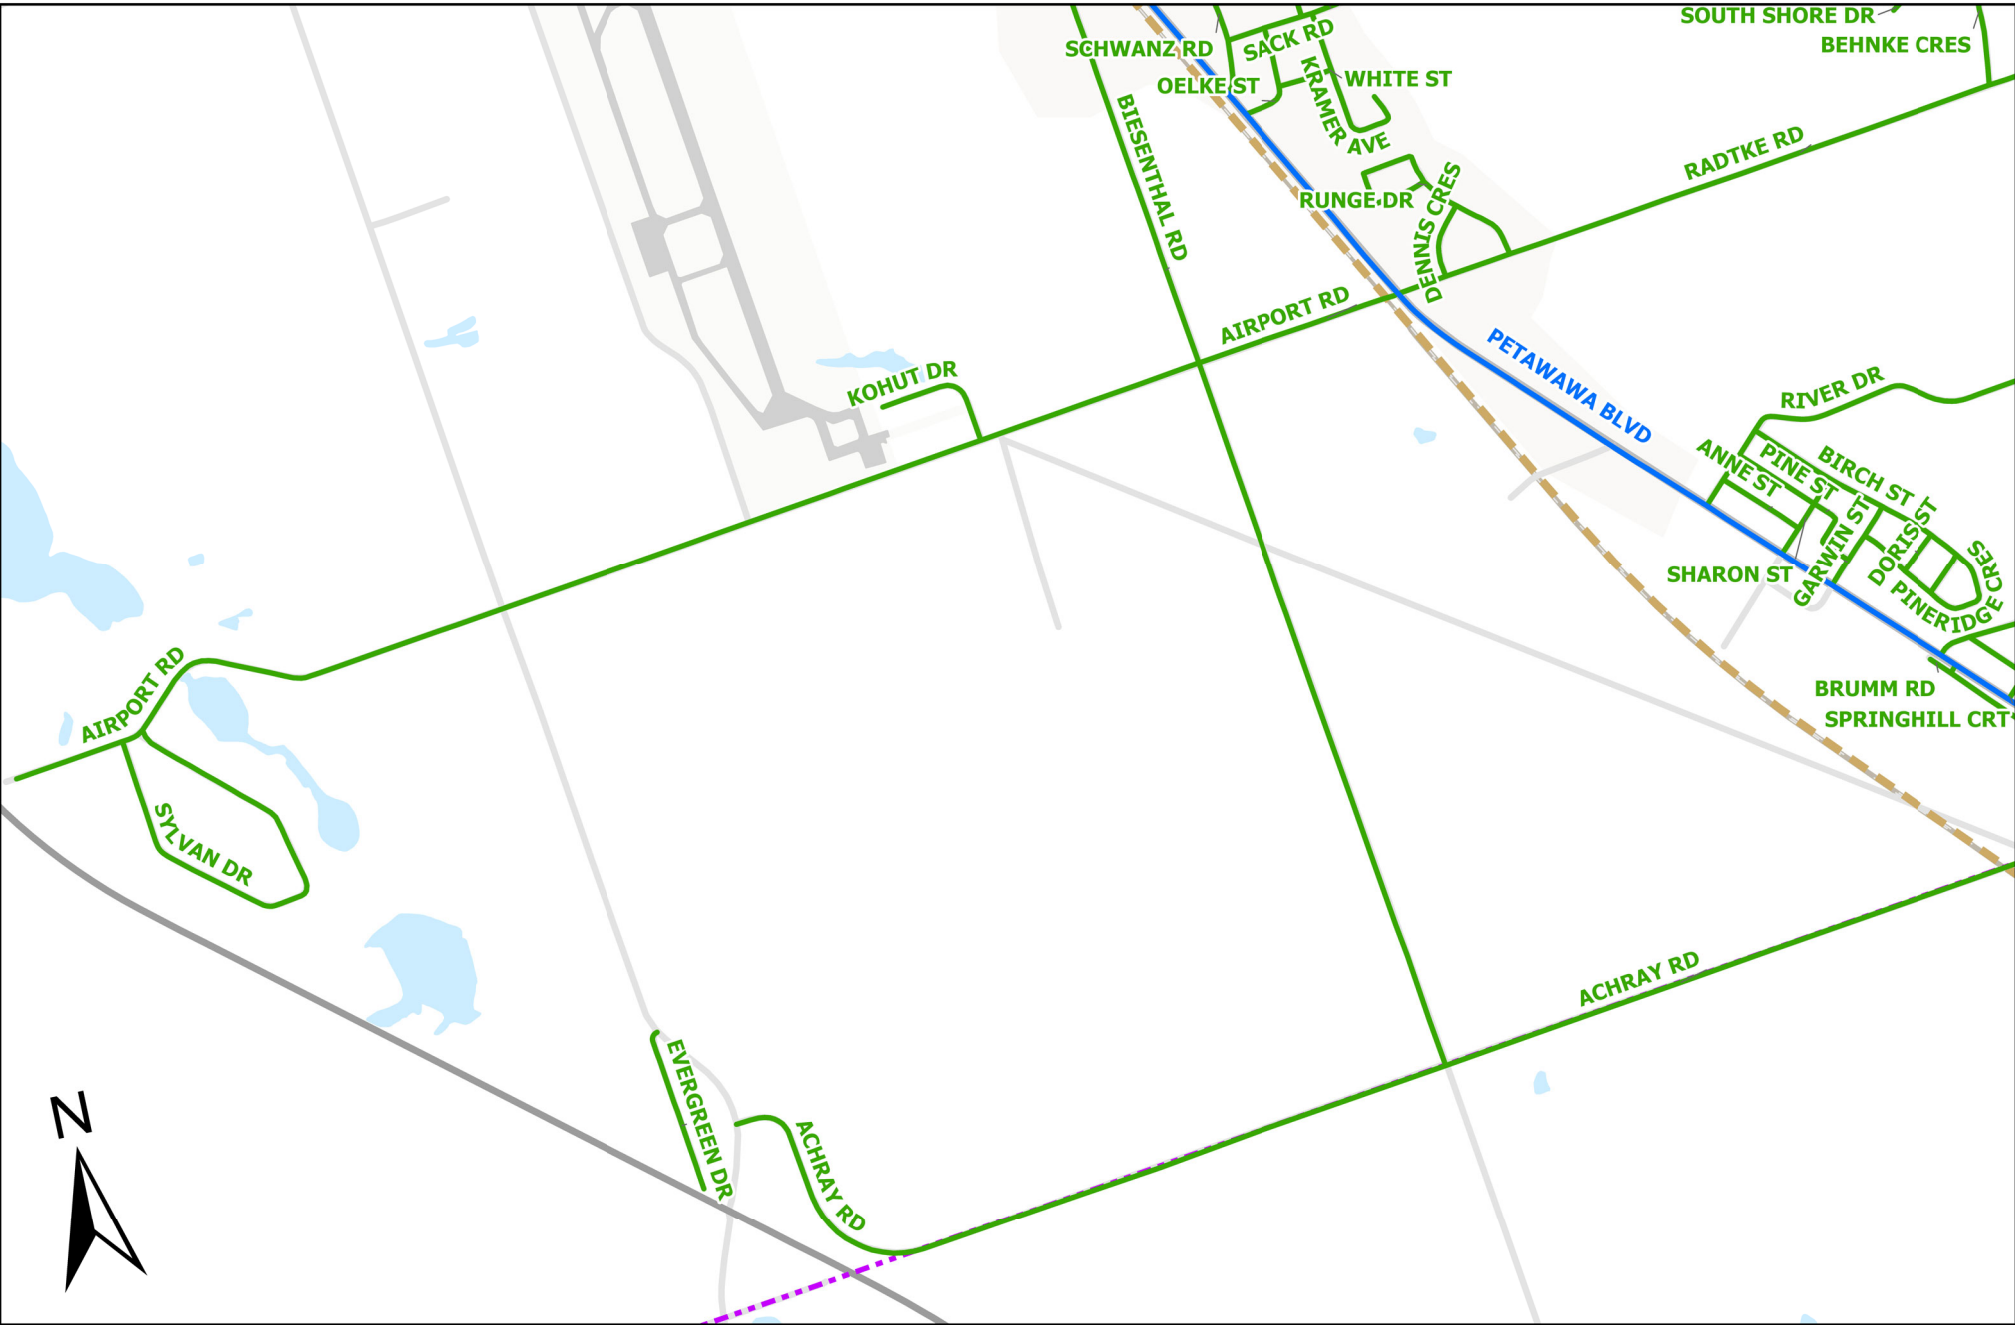 SOUTH SHORE DR
BEHNKE CRES
SCHWANZ RD
SACK RD
OELKE ST
KRAMER AVE
WHITE ST
BIESENTHAL RD
RADTKE RD
RUNGE DR
DENNIS CRES
AIRPORT RD
KOHUT DR
PETAWAWA BLVD
RIVER DR
ANNE ST
PINE ST
BIRCH ST
GARWIN ST
DORIS ST
SHARON ST
PINERIDGE CRES
AIRPORT RD
BRUMM RD
SPRINGHILL CRT
SYLVAN DR
ACHRAY RD
EVERGREEN DR
ACHRAY RD
N